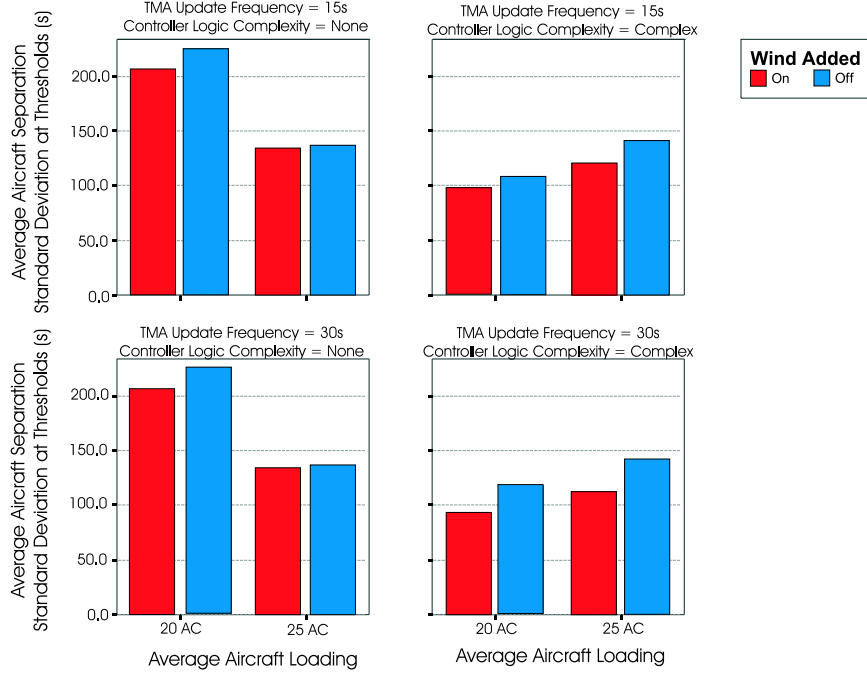 TMA Update Frequency = 15s
Controller Logic Complexity = None
TMA Update Frequency = 15s
Controller Logic Complexity = Complex
Wind Added
On Off
Average Aircraft Separation
Standard Deviation at Thresholds (s)
200.0
150.0
100.0
50.0
0.0
TMA Update Frequency = 30s
Controller Logic Complexity = None
TMA Update Frequency = 30s
Controller Logic Complexity = Complex
Average Aircraft Separation
Standard Deviation at Thresholds (s)
200.0
150.0
100.0
50.0
0.0
20 AC 25 AC
20 AC 25 AC
Average Aircraft Loading
Average Aircraft Loading